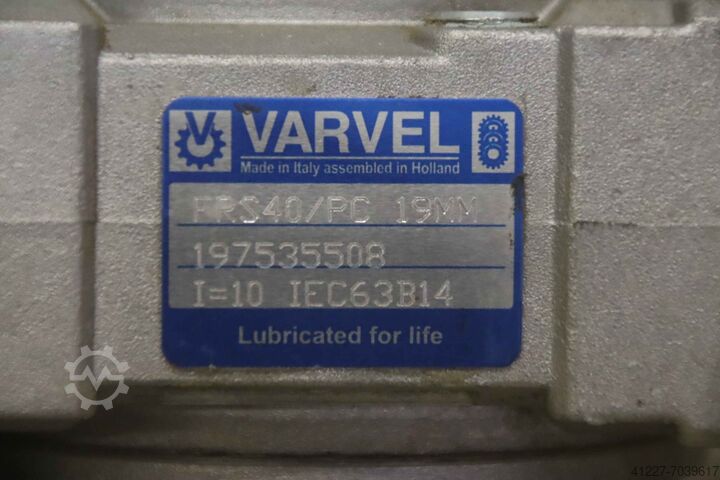 VARVEL
Made in Italy assembled in Holland
FRS40/PC 19MM
197535508
I=10 IEC63B14
Lubricated for life
41227-7039617